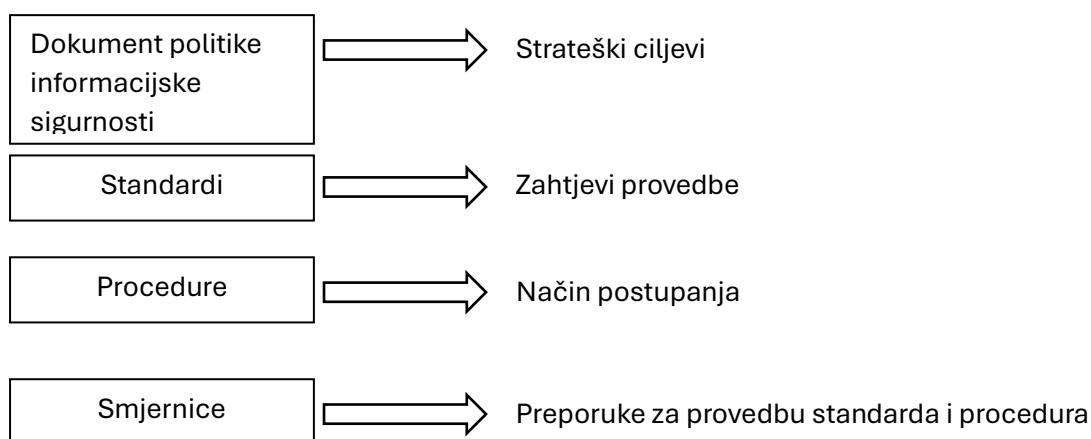 Dokument politike
informacijske
sigurnosti
Strateški ciljevi
Standardi
Zahtjevi provedbe
Procedure
Način postupanja
Smjernice
Preporuke za provedbu standarda i procedura